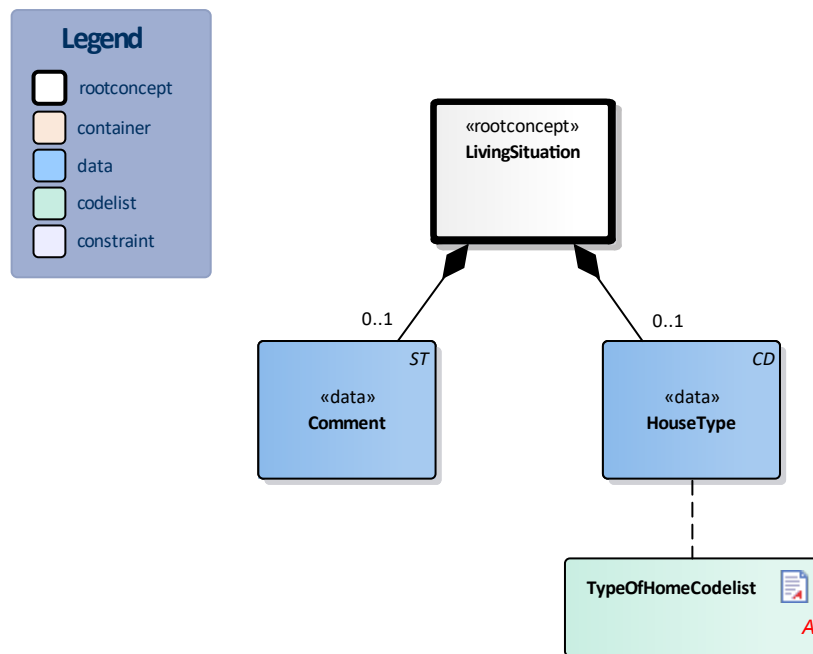 Legend
rootconcept
container
data
codelist
constraint
«rootconcept»
LivingSituation
0..1
0..1
ST
«data»
Comment
CD
«data»
HouseType
TypeOfHomeCodelist
A